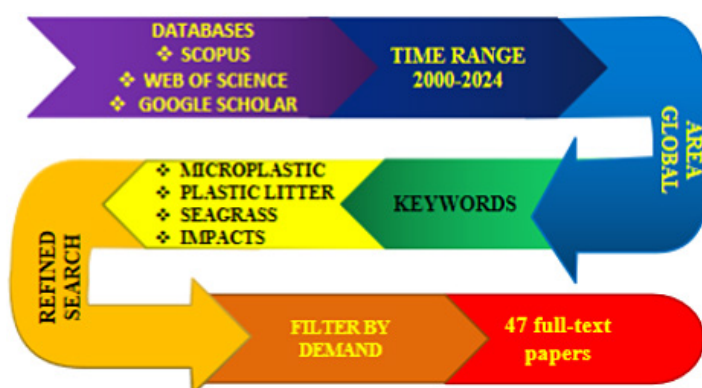 DATABASES
❖ SCOPUS
❖ WEB OF SCIENCE
❖ GOOGLE SCHOLAR
TIME RANGE
2000-2024
AREA
GLOBAL
KEYWORDS
❖ MICROPLASTIC
❖ PLASTIC LITTER
❖ SEAGRASS
❖ IMPACTS
REFINED
SEARCH
FILTER BY
DEMAND
47 full-text
papers